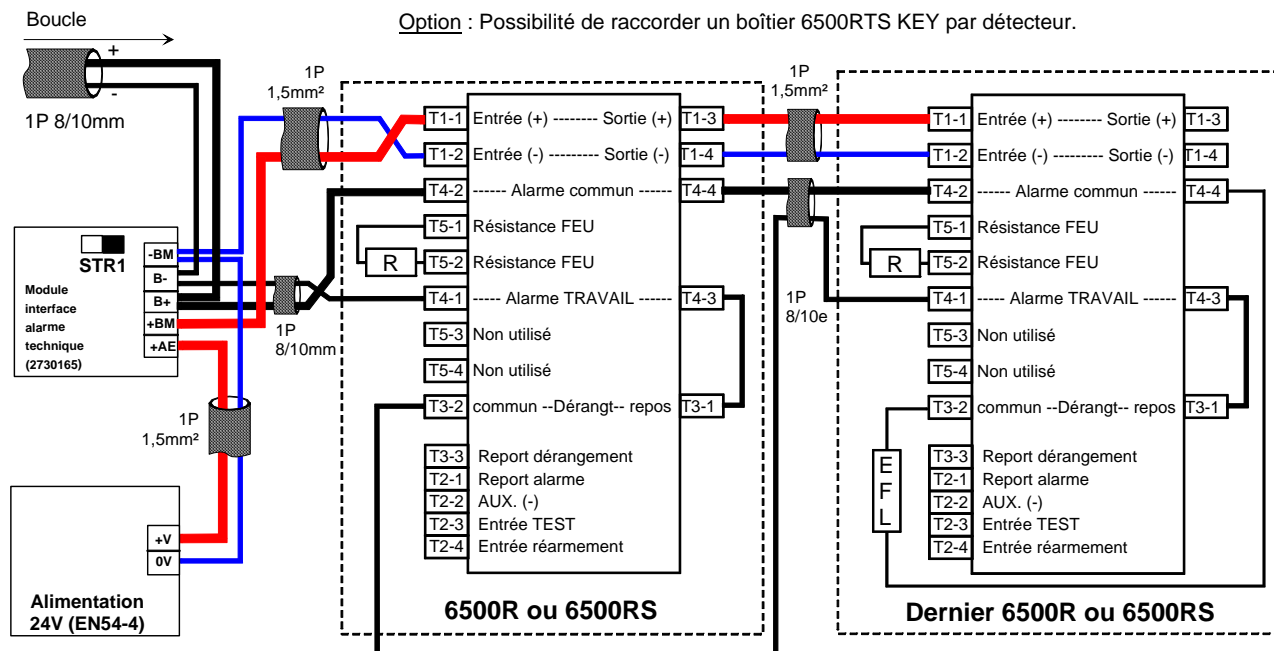 Boucle
Option : Possibilité de raccorder un boîtier 6500RTS KEY par détecteur.
+
-
1P 8/10mm
1P
1,5mm²
1P
1,5mm²
T1-1 Entrée (+) -------- Sortie (+) T1-3
T1-2 Entrée (-) --------- Sortie (-) T1-4
T4-2 ------ Alarme commun ------ T4-4
T5-1 Résistance FEU
R
T5-2 Résistance FEU
T4-1 ----- Alarme TRAVAIL ------ T4-3
T5-3 Non utilisé
T5-4 Non utilisé
T3-2 commun --Dérangt-- repos T3-1
T3-3 Report dérangement
T2-1 Report alarme
T2-2 AUX. (-)
T2-3 Entrée TEST
T2-4 Entrée réarmement
6500R ou 6500RS
T1-1 Entrée (+) -------- Sortie (+) T1-3
T1-2 Entrée (-) --------- Sortie (-) T1-4
T4-2 ------ Alarme commun ------ T4-4
T5-1 Résistance FEU
R
T5-2 Résistance FEU
T4-1 ----- Alarme TRAVAIL ------ T4-3
T5-3 Non utilisé
T5-4 Non utilisé
T3-2 commun --Dérangt-- repos T3-1
T3-3 Report dérangement
T2-1 Report alarme
T2-2 AUX. (-)
T2-3 Entrée TEST
T2-4 Entrée réarmement
EFL
Dernier 6500R ou 6500RS
1P
8/10e
STR1
Module
interface
alarme
technique
(2730165)
-BM
B-
B+
+BM
+AE
1P
8/10mm
1P
1,5mm²
+V
0V
Alimentation
24V (EN54-4)